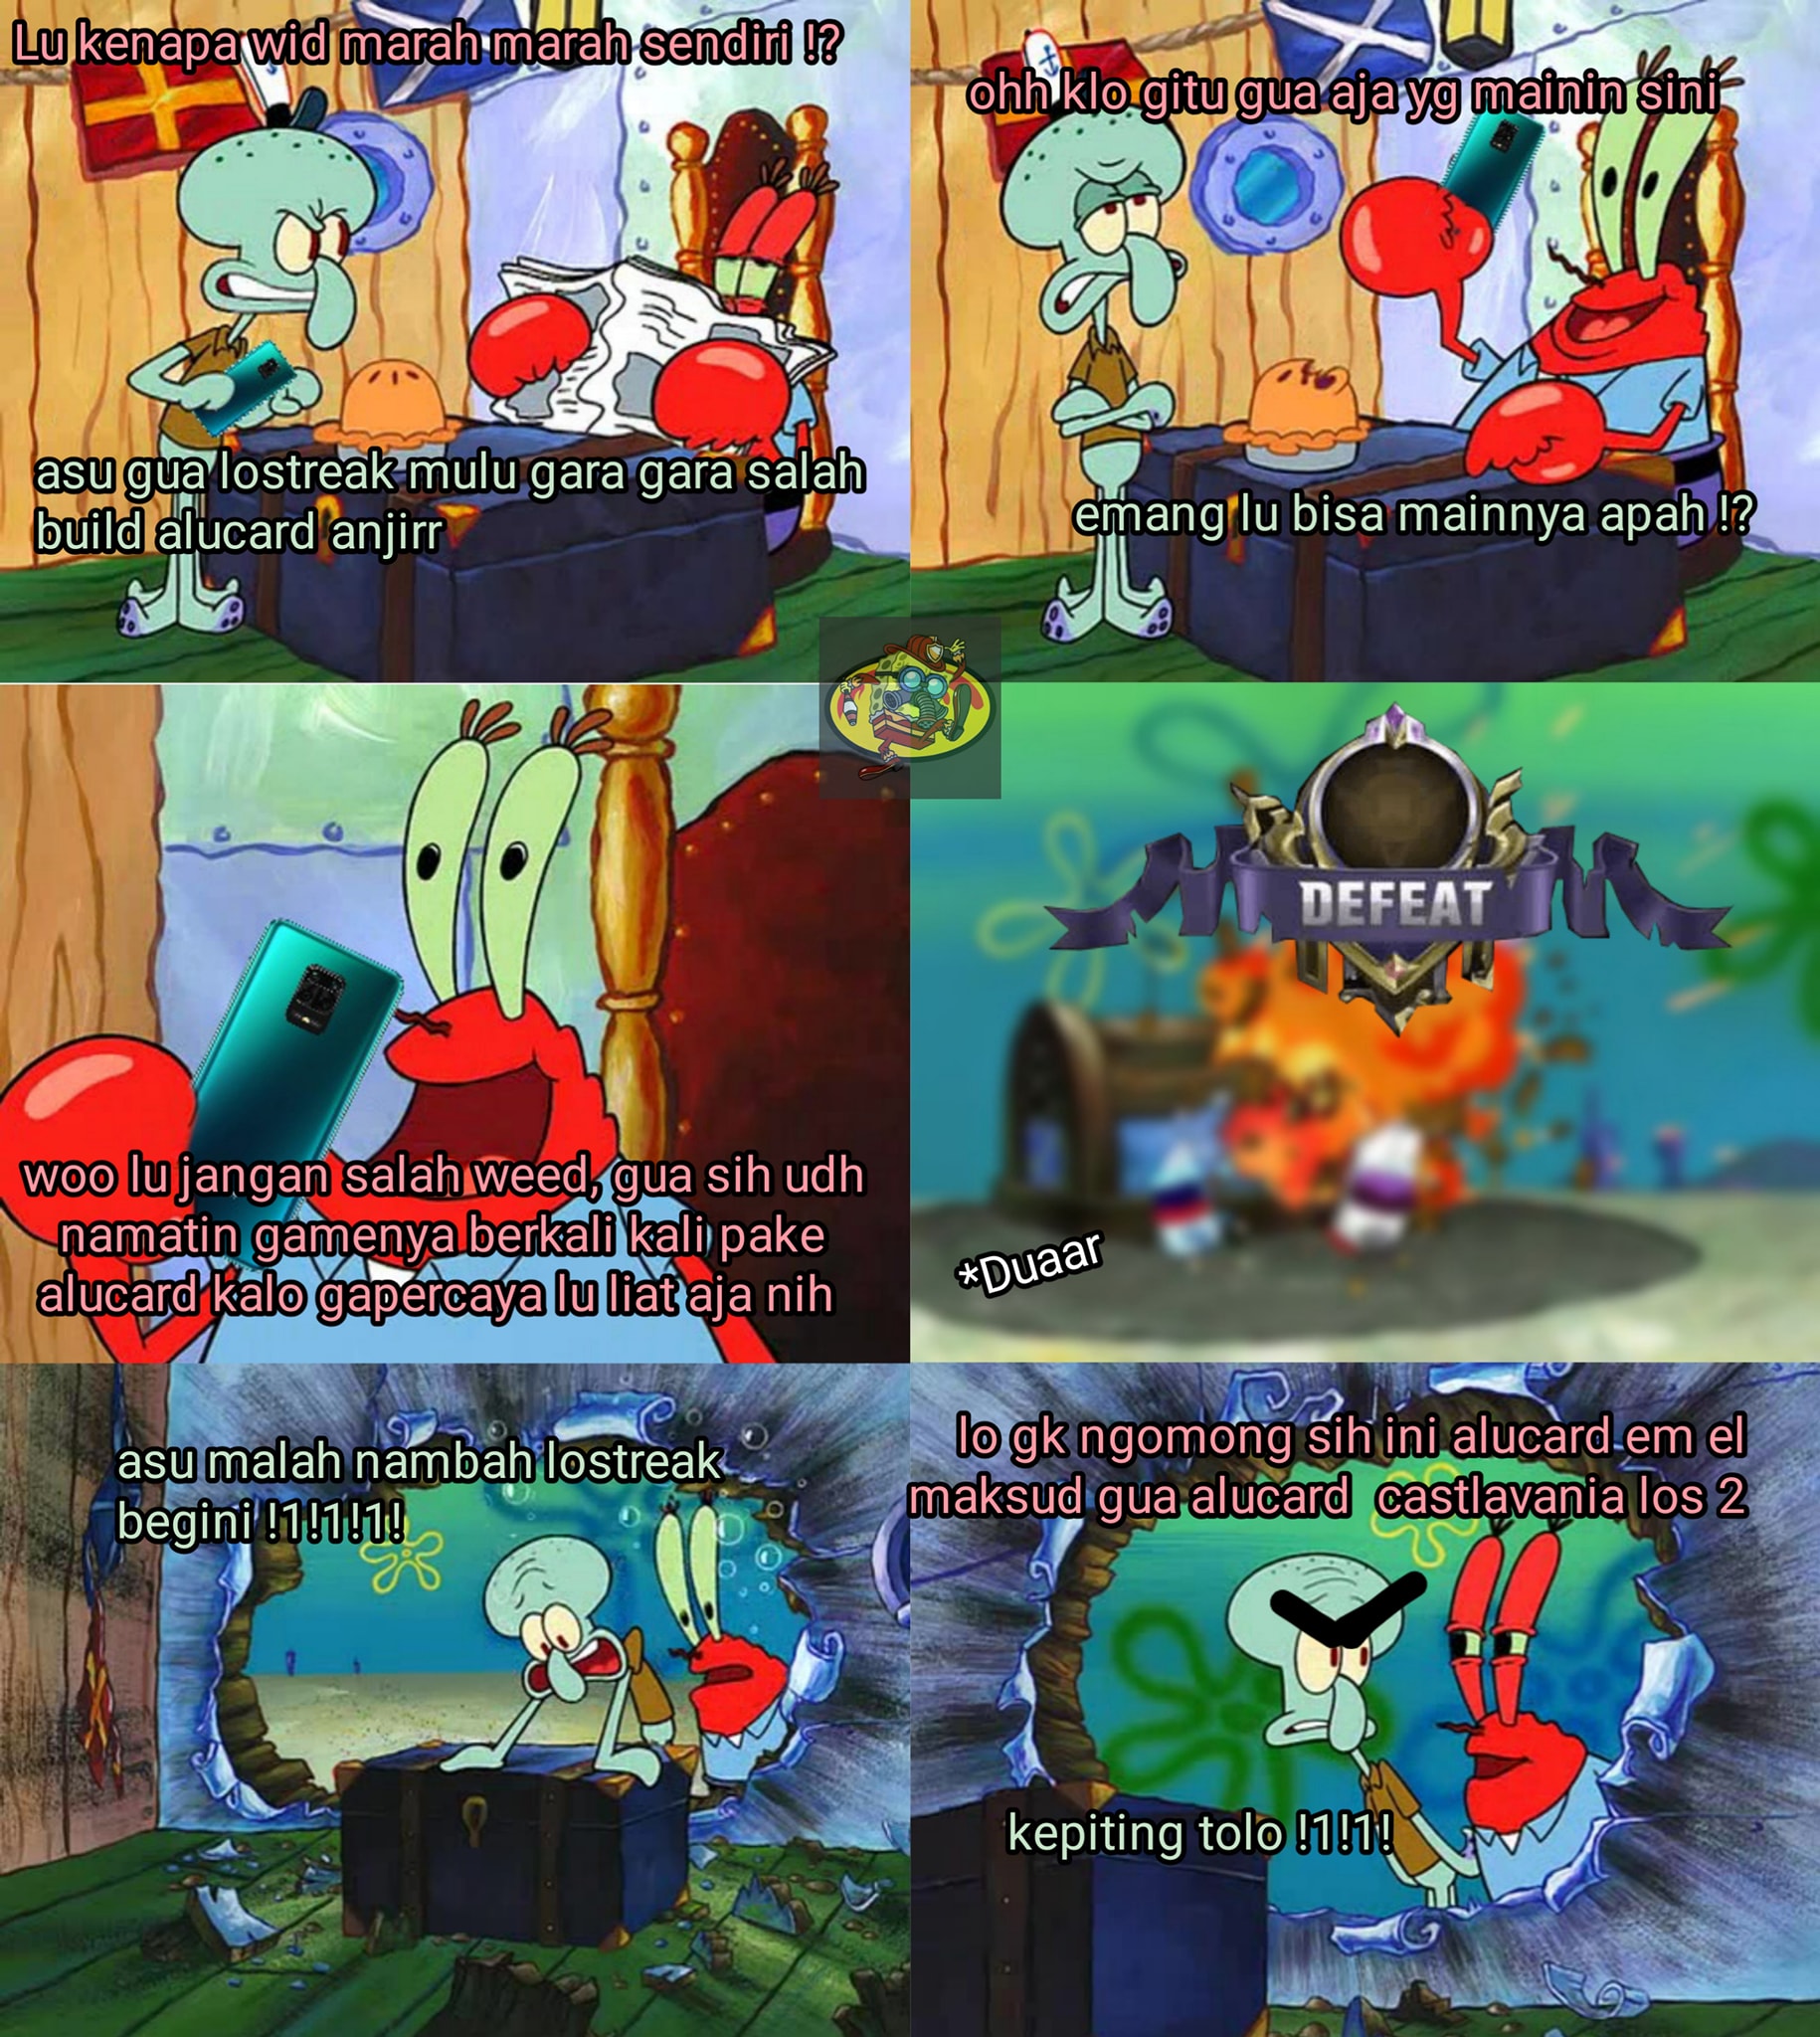 Lu kenapa wid marah marah sendiri !?
asu gua lostreak mulu gara gara salah
build alucard anjirr
ohh klo gitu gua aja yg mainin sini
emang lu bisa mainnya apah !?
woo lu jangan salah weed, gua sih udh
namatin gamenya berkali kali pake
alucard kalo gapercaya lu liat aja nih
DEFEAT
*Duaar
asu malah nambah lostreak
begini !1!1!1!
lo gk ngomong sih ini alucard em el
maksud gua alucard castlavania los 2
kepiting tolo !1!1!